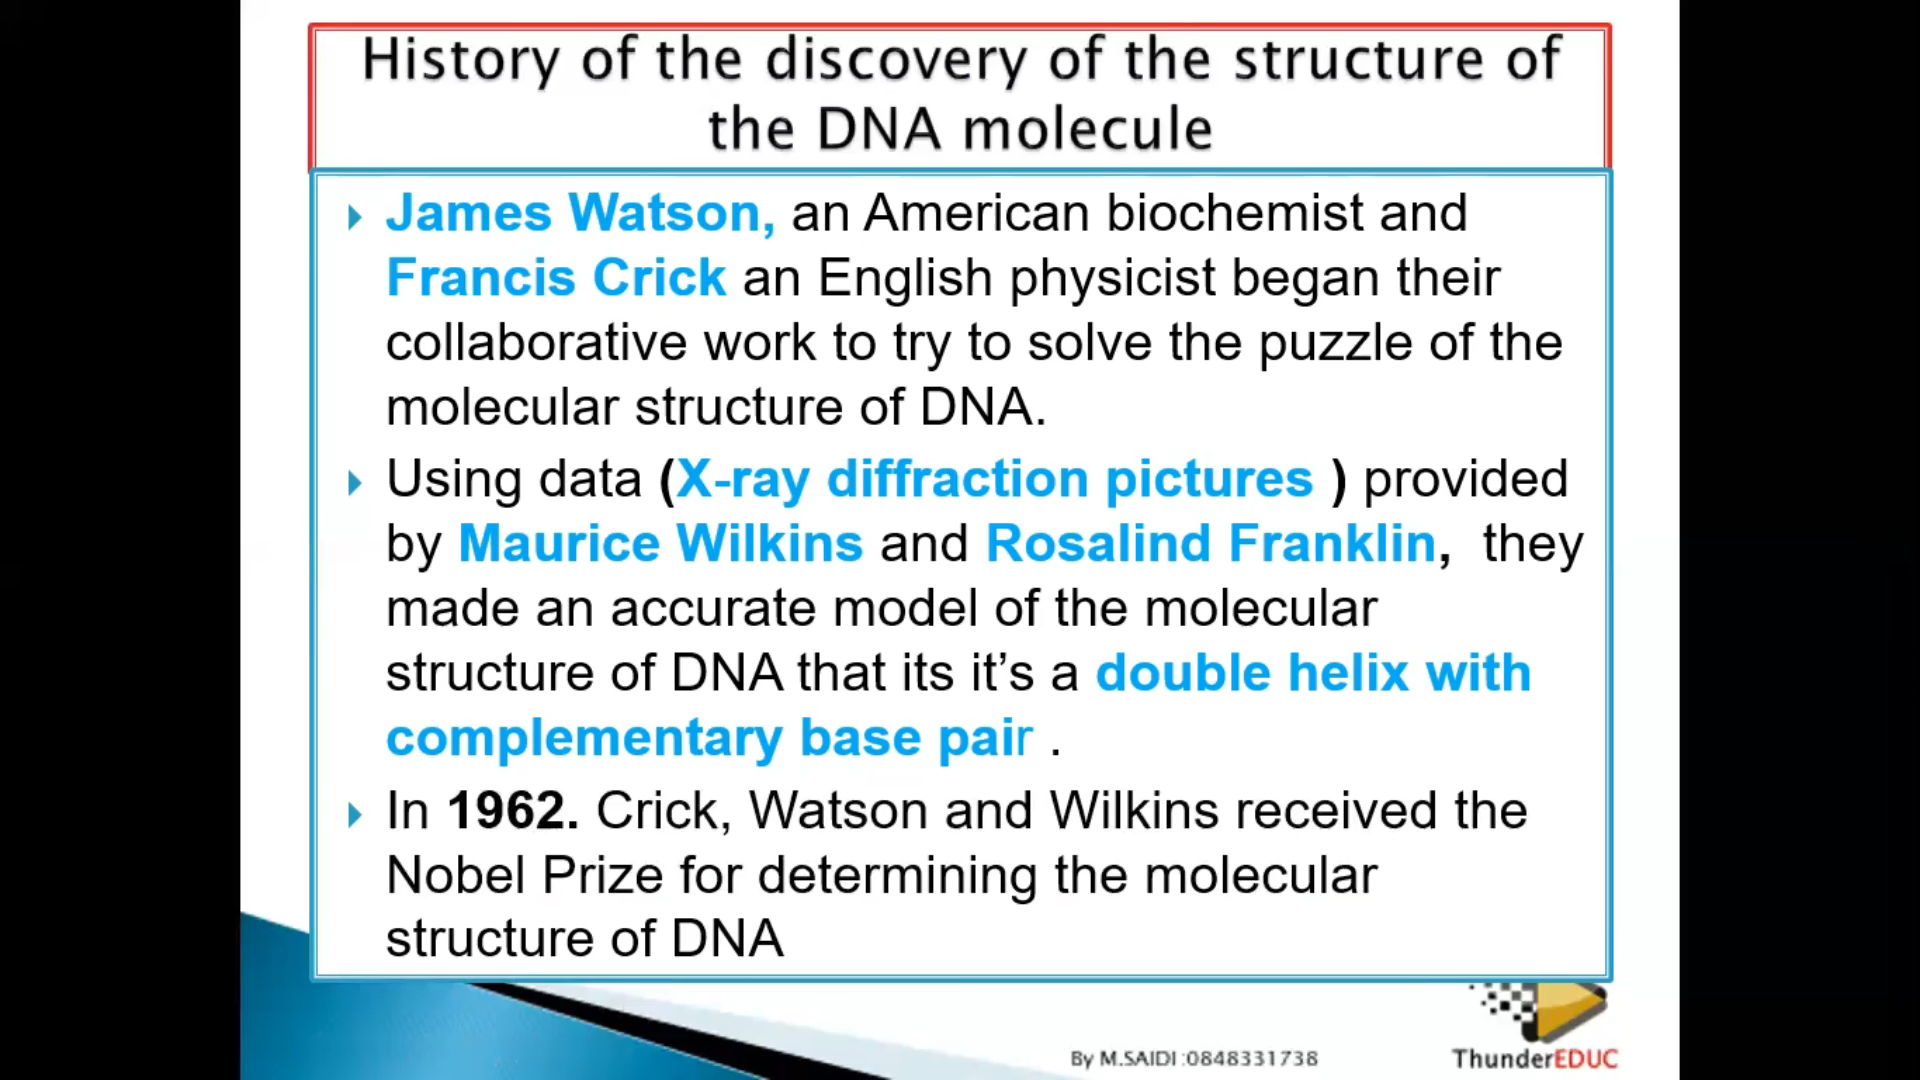 History of the discovery of the structure of
the DNA molecule
James Watson, an American biochemist and
Francis Crick an English physicist began their
collaborative work to try to solve the puzzle of the
molecular structure of DNA.
Using data (X-ray diffraction pictures ) provided
by Maurice Wilkins and Rosalind Franklin, they
made an accurate model of the molecular
structure of DNA that its it’s a double helix with
complementary base pair .
In 1962. Crick, Watson and Wilkins received the
Nobel Prize for determining the molecular
structure of DNA
By M.SAIDI :0848331738
ThunderEDUC